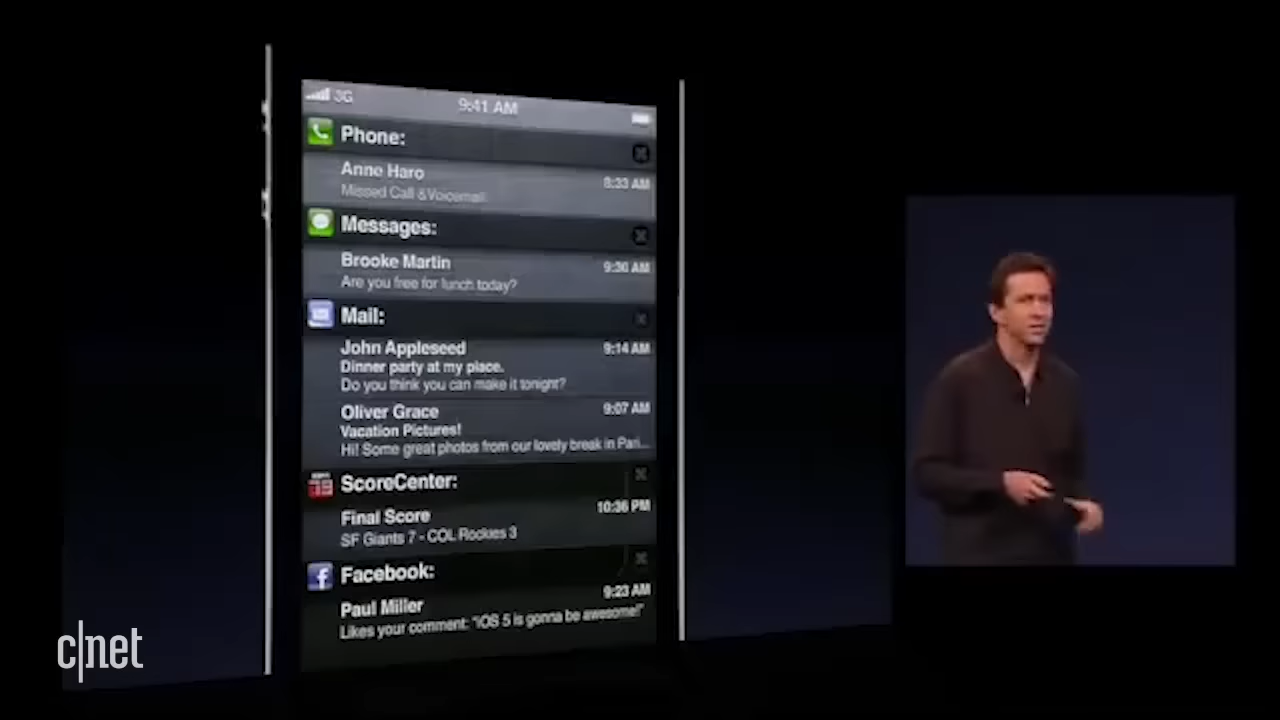 3G 9:41 AM
Phone:
Anne Haro 8:33 AM
Missed Call & Voicemail
Messages:
Brooke Martin 9:30 AM
Are you free for lunch today?
Mail:
John Appleseed 9:14 AM
Dinner party at my place.
Do you think you can make it tonight?
Oliver Grace 9:07 AM
Vacation Pictures!
Hi! Some great photos from our lovely break in Pari...
ScoreCenter:
Final Score 10:36 PM
SF Giants 7 - COL Rockies 3
f Facebook:
Paul Miller 9:23 AM
Likes your comment: "iOS 5 is gonna be awesome!"
c|net